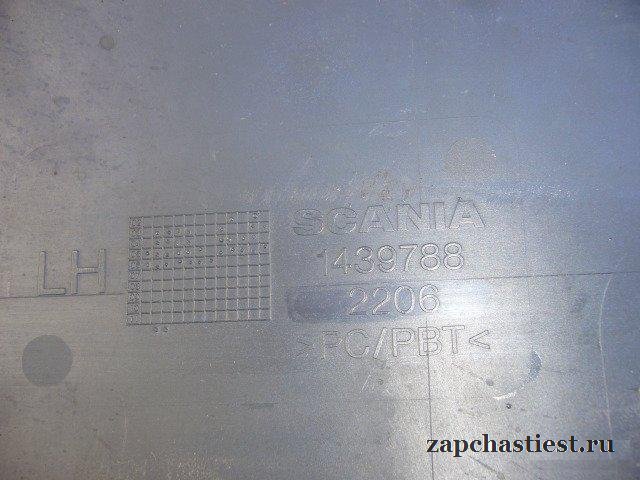 SCANIA
LH
1439788
2206
>PC/PBT<
zapchastiest.ru